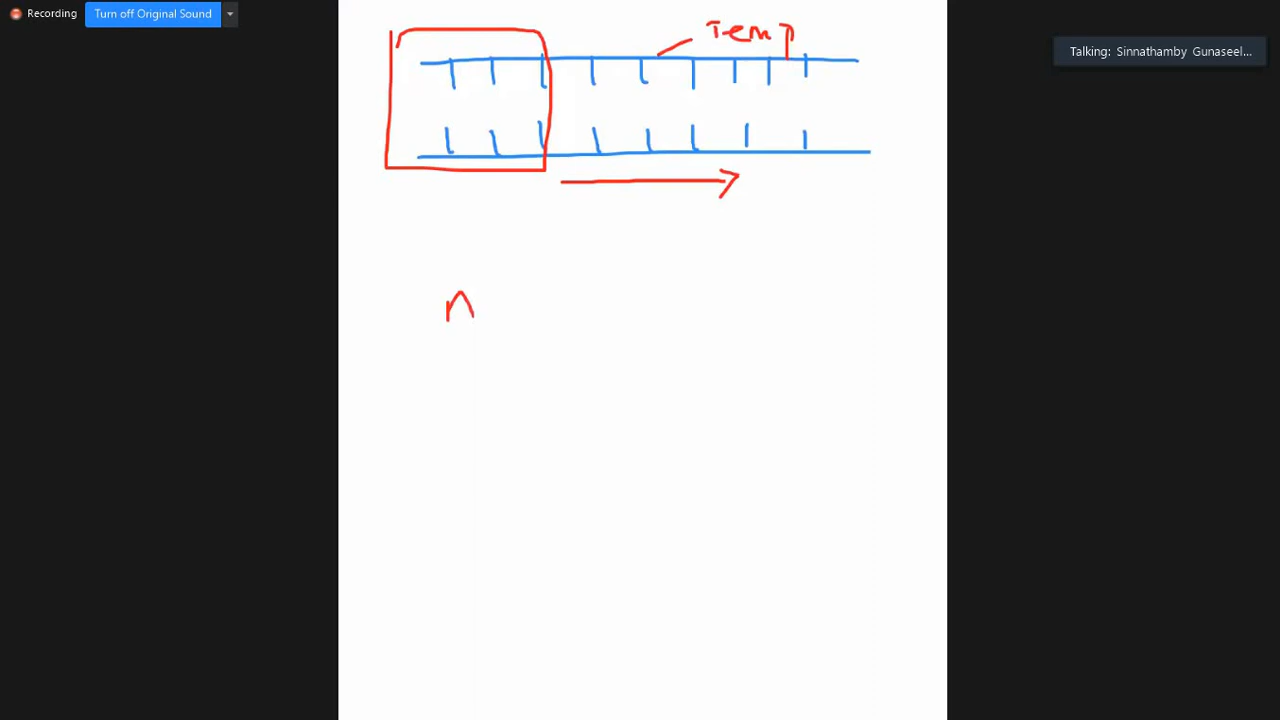 Recording
Turn off Original Sound
Talking: Sinnathamby Gunaseel...
Temp
n